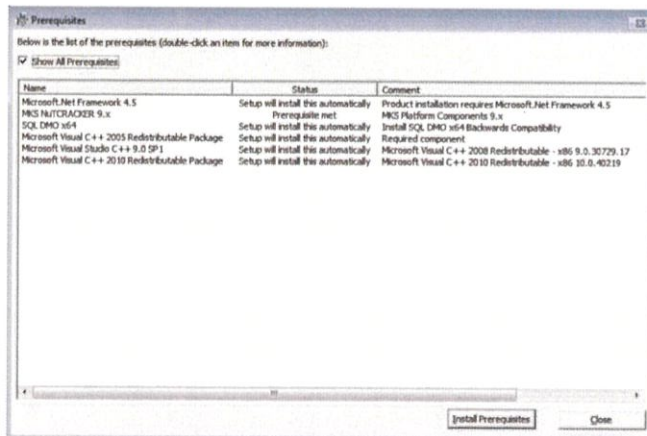 Prerequisites
Below is the list of the prerequisites (double-click an item for more information):
Show All Prerequisites
Name Status Comment
Microsoft.Net Framework 4.5 Setup will install this automatically Product installation requires Microsoft.Net Framework 4.5
MKS NuTCRACKER 9.x Prerequisite met MKS Platform Components 9.x
SQL DMO x64 Setup will install this automatically Install SQL DMO x64 Backwards Compatibility
Microsoft Visual C++ 2005 Redistributable Package Setup will install this automatically Required component
Microsoft Visual Studio C++ 9.0 SP1 Setup will install this automatically Microsoft Visual C++ 2008 Redistributable - x86 9.0.30729.17
Microsoft Visual C++ 2010 Redistributable Package Setup will install this automatically Microsoft Visual C++ 2010 Redistributable - x86 10.0.40219
Install Prerequisites Close